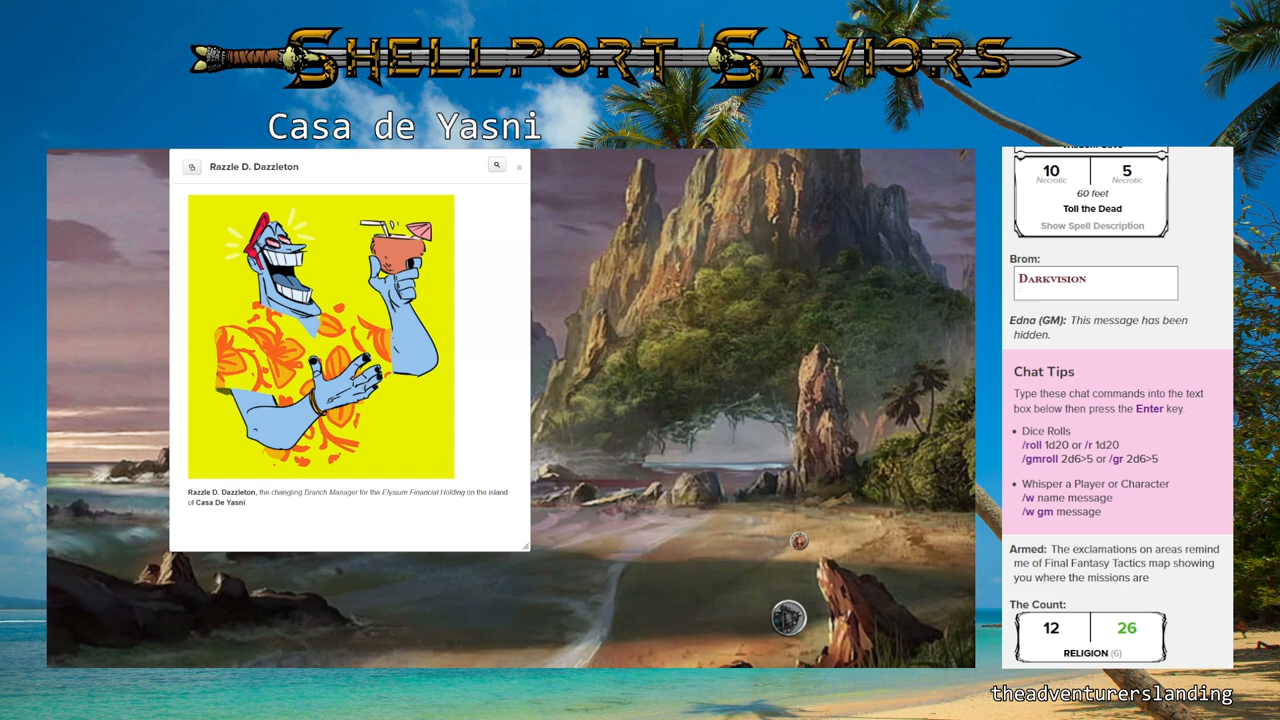 SHELLPORT SAVIORS
Casa de Yasni
Razzle D. Dazzleton
Razzle D. Dazzleton, the changing Branch Manager for the Elysium Financial Holding on the island
of Casa De Yasni
10
5
Necrotic
Necrotic
60 feet
Toll the Dead
Show Spell Description
Brom:
DARKVISION
:
Edna (GM): This message has been
hidden.
Chat Tips
Type these chat commands into the text
box below then press the Enter key.
• Dice Rolls
/roll 1d20 or /r 1d20
/gmroll 2d6>5 or /gr 2d6>5
• Whisper a Player or Character
/w name message
/w gm message
Armed: The exclamations on areas remind
me of Final Fantasy Tactics map showing
you where the missions are
The Count:
12
26
RELIGION (6)
theadventurerslanding